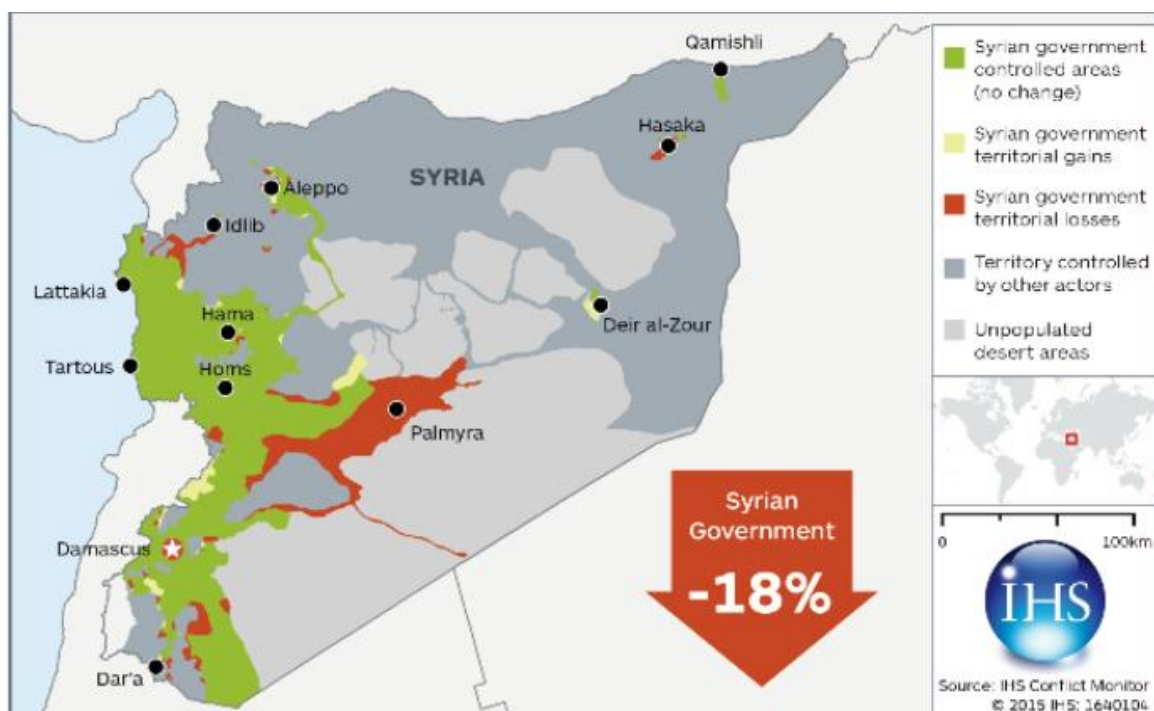 Qamishli
Hasaka
SYRIA
Aleppo
Idlib
Lattakia
Hama
Deir al-Zour
Tartous
Homs
Palmyra
Damascus
Dar'a
Syrian
Government
-18%
Syrian government
controlled areas
(no change)
Syrian government
territorial gains
Syrian government
territorial losses
Territory controlled
by other actors
Unpopulated
desert areas
0 100km
IHS
Source: IHS Conflict Monitor
© 2015 IHS: 1640104